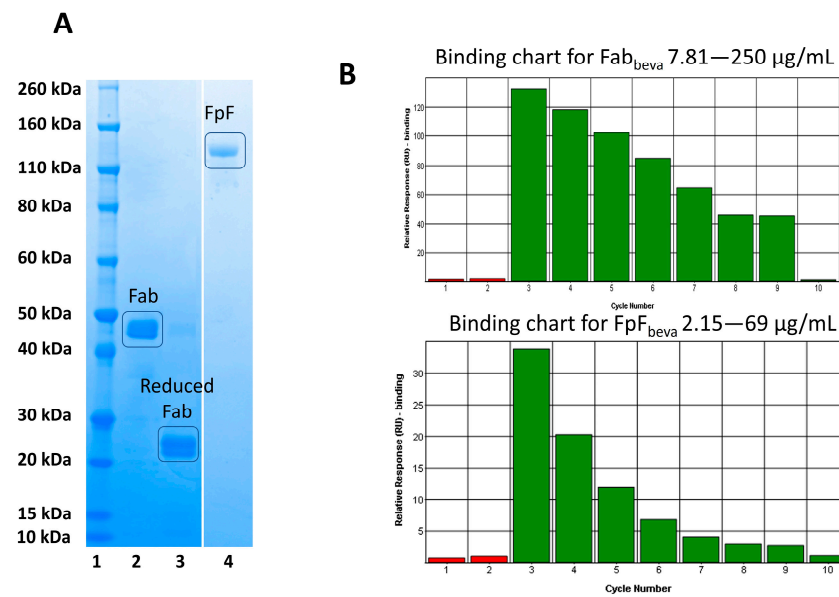 A
260 kDa
160 kDa
110 kDa
80 kDa
60 kDa
50 kDa
40 kDa
30 kDa
20 kDa
15 kDa
10 kDa
FpF
Fab
Reduced
Fab
1 2 3 4
B
Binding chart for Fabbeva 7.81—250 µg/mL
Relative Response (RU) - binding
120
100
80
60
40
20
1 2 3 4 5 6 7 8 9 10
Cycle Number
Binding chart for FpFbeva 2.15—69 µg/mL
Relative Response (RU) - binding
30
25
20
15
10
5
1 2 3 4 5 6 7 8 9 10
Cycle Number